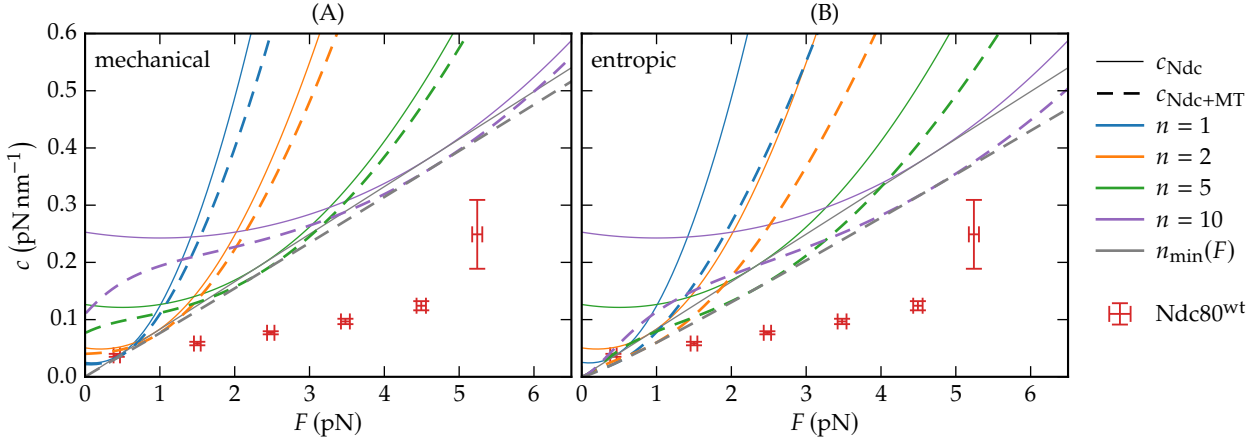 (A)
(B)
mechanical
entropic
0.6
0.5
0.4
0.3
0.2
0.1
0.0
c (pN nm⁻¹)
0 1 2 3 4 5 6
0 1 2 3 4 5 6
F (pN)
F (pN)
c_Ndc
c_Ndc+MT
n = 1
n = 2
n = 5
n = 10
n_min(F)
Ndc80^wt